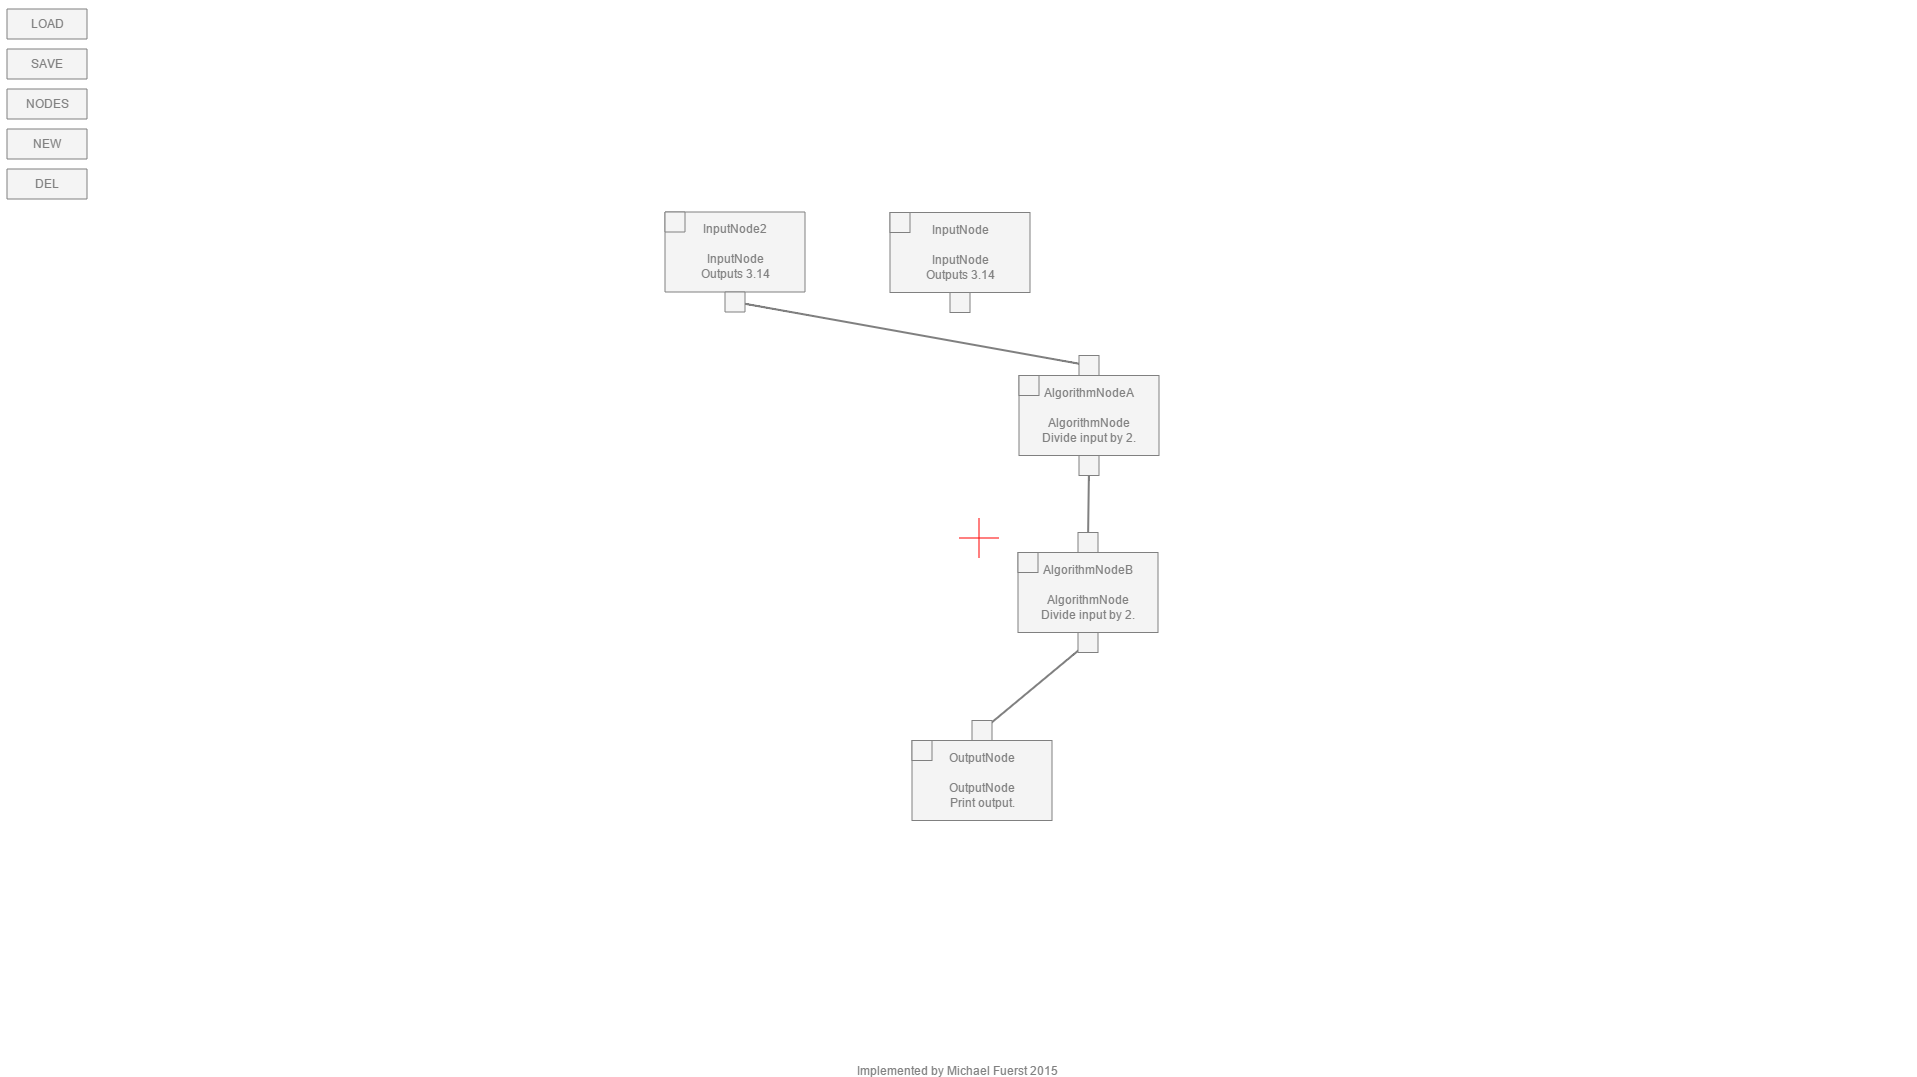 LOAD
SAVE
NODES
NEW
DEL
InputNode2
InputNode
Outputs 3.14
InputNode
InputNode
Outputs 3.14
AlgorithmNodeA
AlgorithmNode
Divide input by 2.
AlgorithmNodeB
AlgorithmNode
Divide input by 2.
OutputNode
OutputNode
Print output.
Implemented by Michael Fuerst 2015